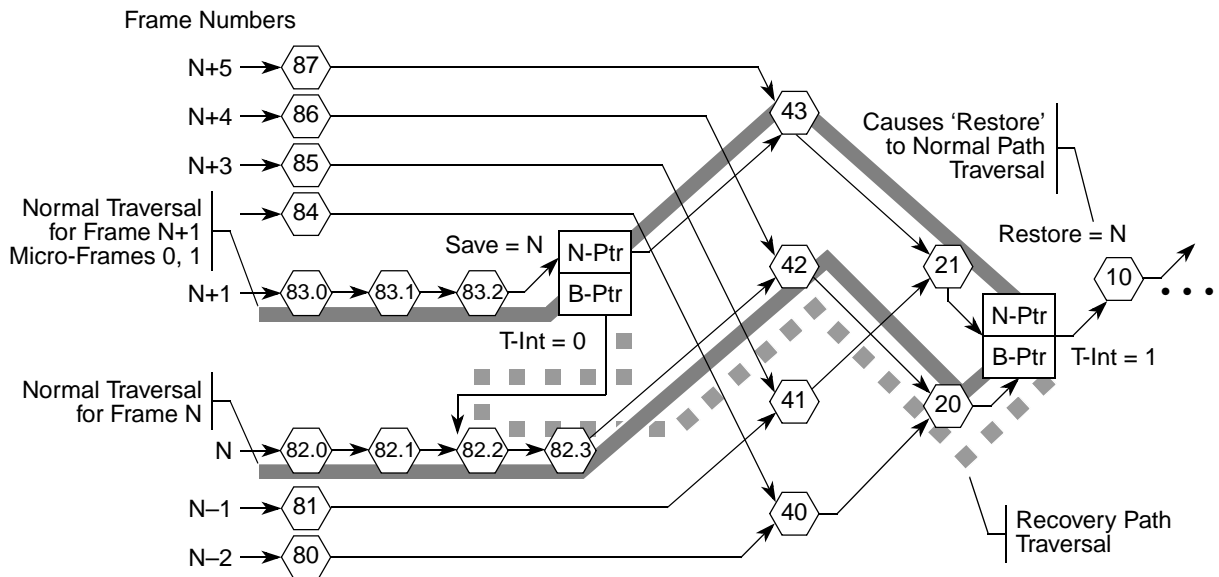 Frame Numbers
N+5
87
N+4
86
N+3
85
84
Normal Traversal
for Frame N+1
Micro-Frames 0, 1
N+1
83.0
83.1
83.2
Save = N
N-Ptr
B-Ptr
T-Int = 0
43
42
41
40
21
20
Causes ‘Restore’
to Normal Path
Traversal
Restore = N
10
N-Ptr
B-Ptr
T-Int = 1
Normal Traversal
for Frame N
N
82.0
82.1
82.2
82.3
N–1
81
N–2
80
Recovery Path
Traversal